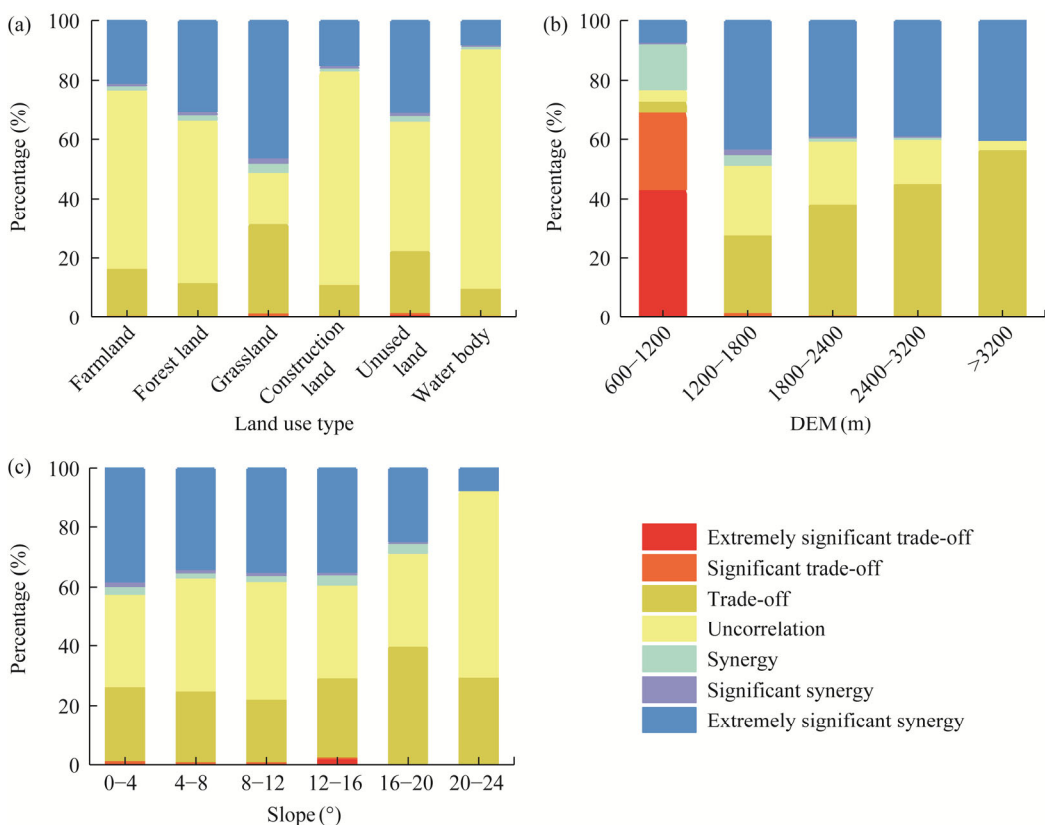 (a)
100
80
60
40
20
0
Percentage (%)
Farmland
Forest land
Grassland
Construction
land
Unused
land
Water body
Land use type
(b)
100
80
60
40
20
0
Percentage (%)
600−1200
1200−1800
1800−2400
2400−3200
>3200
DEM (m)
(c)
100
80
60
40
20
0
Percentage (%)
0−4
4−8
8−12
12−16
16−20
20−24
Slope (°)
Extremely significant trade-off
Significant trade-off
Trade-off
Uncorrelation
Synergy
Significant synergy
Extremely significant synergy